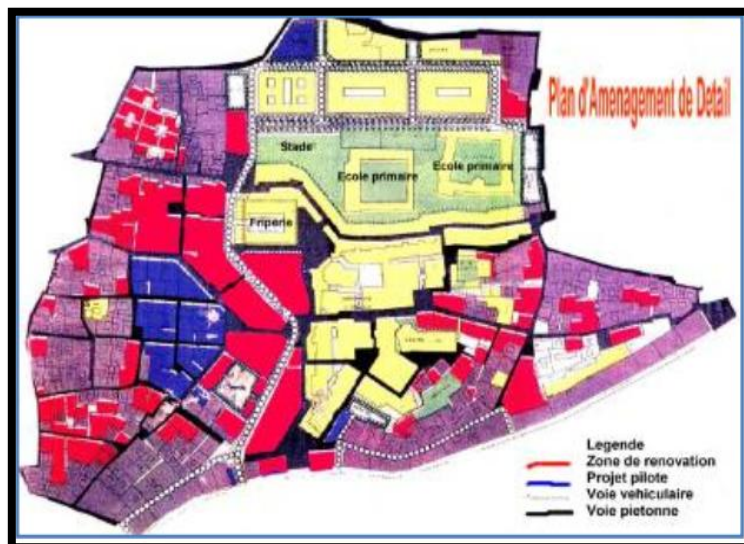 Plan d'Amenagement de Detail
Stade
Ecole primaire
Ecole primaire
Friperie
Legende
Zone de renovation
Projet pilote
Voie vehiculaire
Voie pietonne